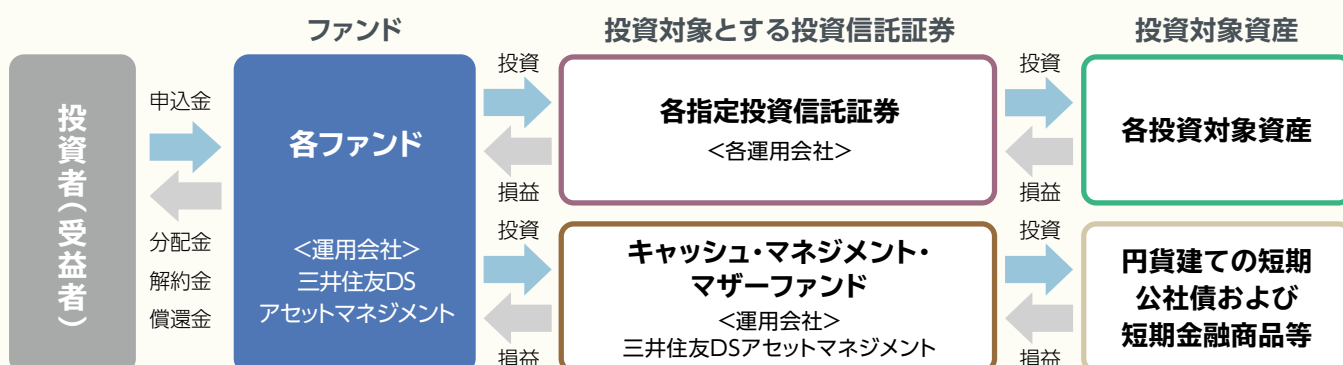 ファンド
投資対象とする投資信託証券
投資対象資産
投資者(受益者)
申込金
分配金
解約金
償還金
各ファンド
<運用会社>
三井住友DS
アセットマネジメント
投資
損益
各指定投資信託証券
<各運用会社>
投資
損益
各投資対象資産
投資
損益
キャッシュ・マネジメント・
マザーファンド
<運用会社>
三井住友DSアセットマネジメント
投資
損益
円貨建ての短期
公社債および
短期金融商品等